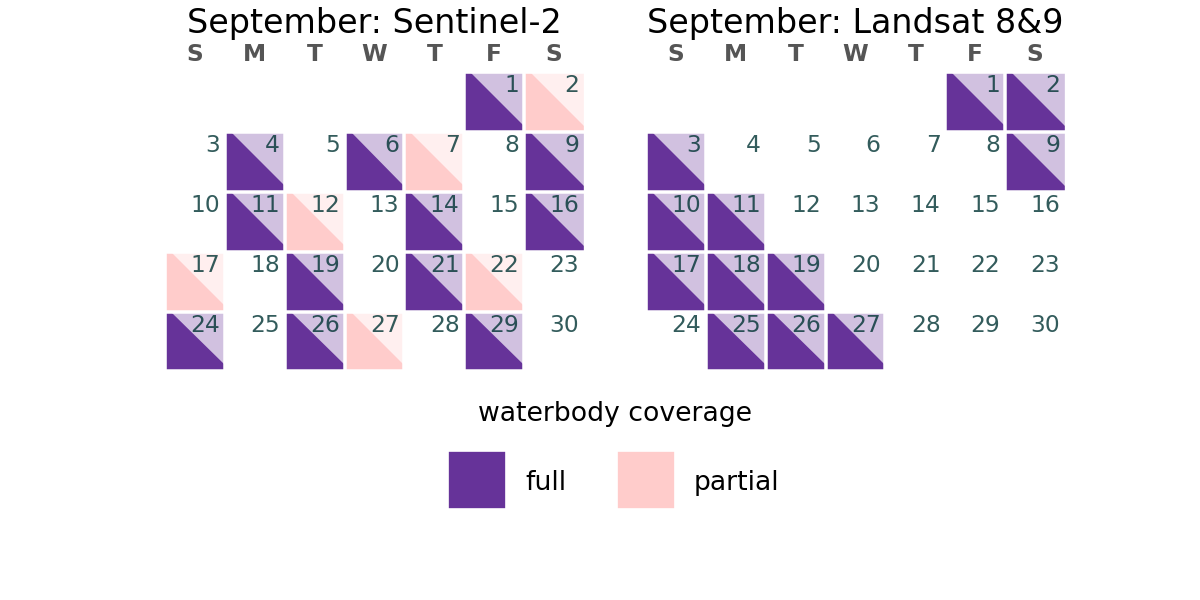 September: Sentinel-2
S M T W T F S
1 2
3 4 5 6 7 8 9
10 11 12 13 14 15 16
17 18 19 20 21 22 23
24 25 26 27 28 29 30
September: Landsat 8&9
S M T W T F S
1 2
3 4 5 6 7 8 9
10 11 12 13 14 15 16
17 18 19 20 21 22 23
24 25 26 27 28 29 30
waterbody coverage
full partial